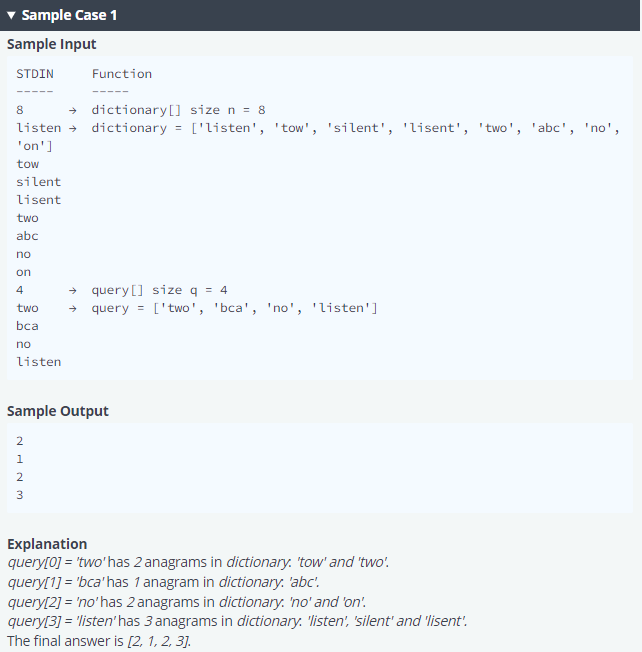 ▼ Sample Case 1
Sample Input
STDIN     Function
-----     -----
8      →  dictionary[] size n = 8
listen →  dictionary = ['listen', 'tow', 'silent', 'lisent', 'two', 'abc', 'no',
'on']
tow
silent
lisent
two
abc
no
on
4      →  query[] size q = 4
two    →  query = ['two', 'bca', 'no', 'listen']
bca
no
listen
Sample Output
2
1
2
3
Explanation
query[0] = 'two' has 2 anagrams in dictionary: 'tow' and 'two'.
query[1] = 'bca' has 1 anagram in dictionary: 'abc'.
query[2] = 'no' has 2 anagrams in dictionary: 'no' and 'on'.
query[3] = 'listen' has 3 anagrams in dictionary: 'listen', 'silent' and 'lisent'.
The final answer is [2, 1, 2, 3].